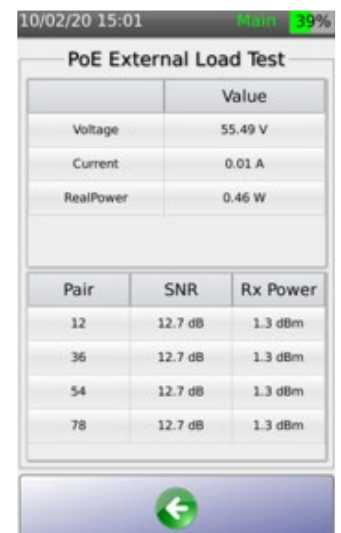 10/02/20 15:01 Main 39%
PoE External Load Test
Value
Voltage 55.49 V
Current 0.01 A
RealPower 0.46 W
Pair SNR Rx Power
12 12.7 dB 1.3 dBm
36 12.7 dB 1.3 dBm
54 12.7 dB 1.3 dBm
78 12.7 dB 1.3 dBm